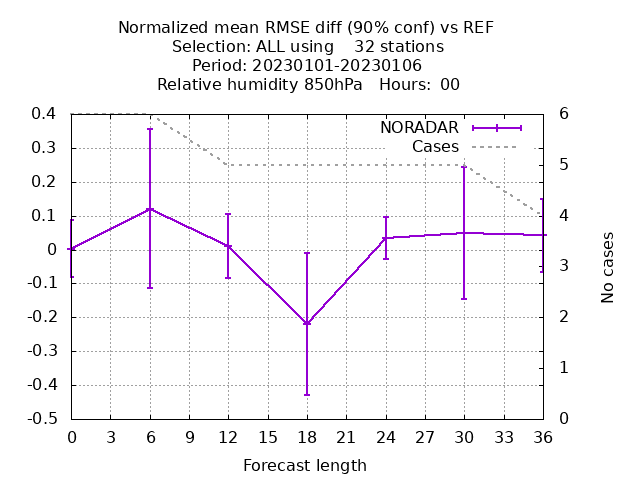 Normalized mean RMSE diff (90% conf) vs REF
Selection: ALL using    32 stations
Period: 20230101-20230106
Relative humidity 850hPa   Hours:  00
NORADAR
Cases
0.4
0.3
0.2
0.1
0
-0.1
-0.2
-0.3
-0.4
-0.5
6
5
4
3
2
1
0
No cases
0 3 6 9 12 15 18 21 24 27 30 33 36
Forecast length